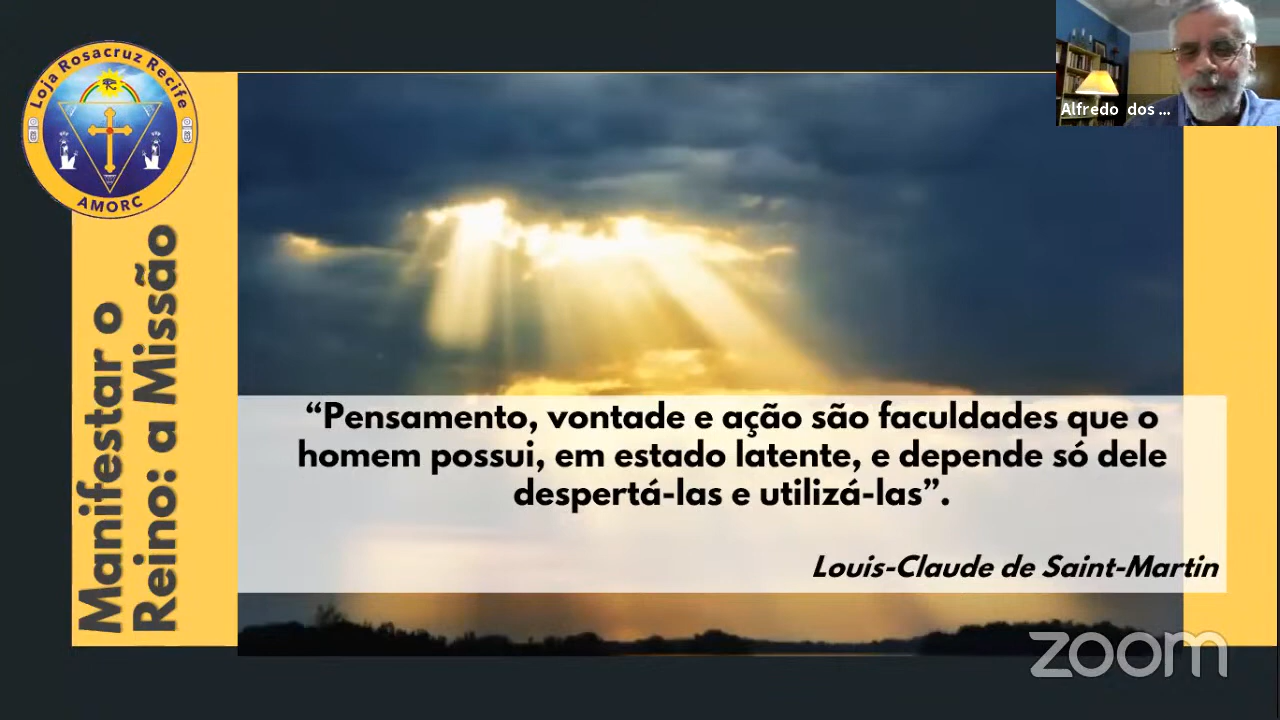 Loja Rosacruz Recife
AMORC
Manifestar o
Reino: a Missão
Alfredo dos ...
“Pensamento, vontade e ação são faculdades que o
homem possui, em estado latente, e depende só dele
despertá-las e utilizá-las”.
Louis-Claude de Saint-Martin
zoom